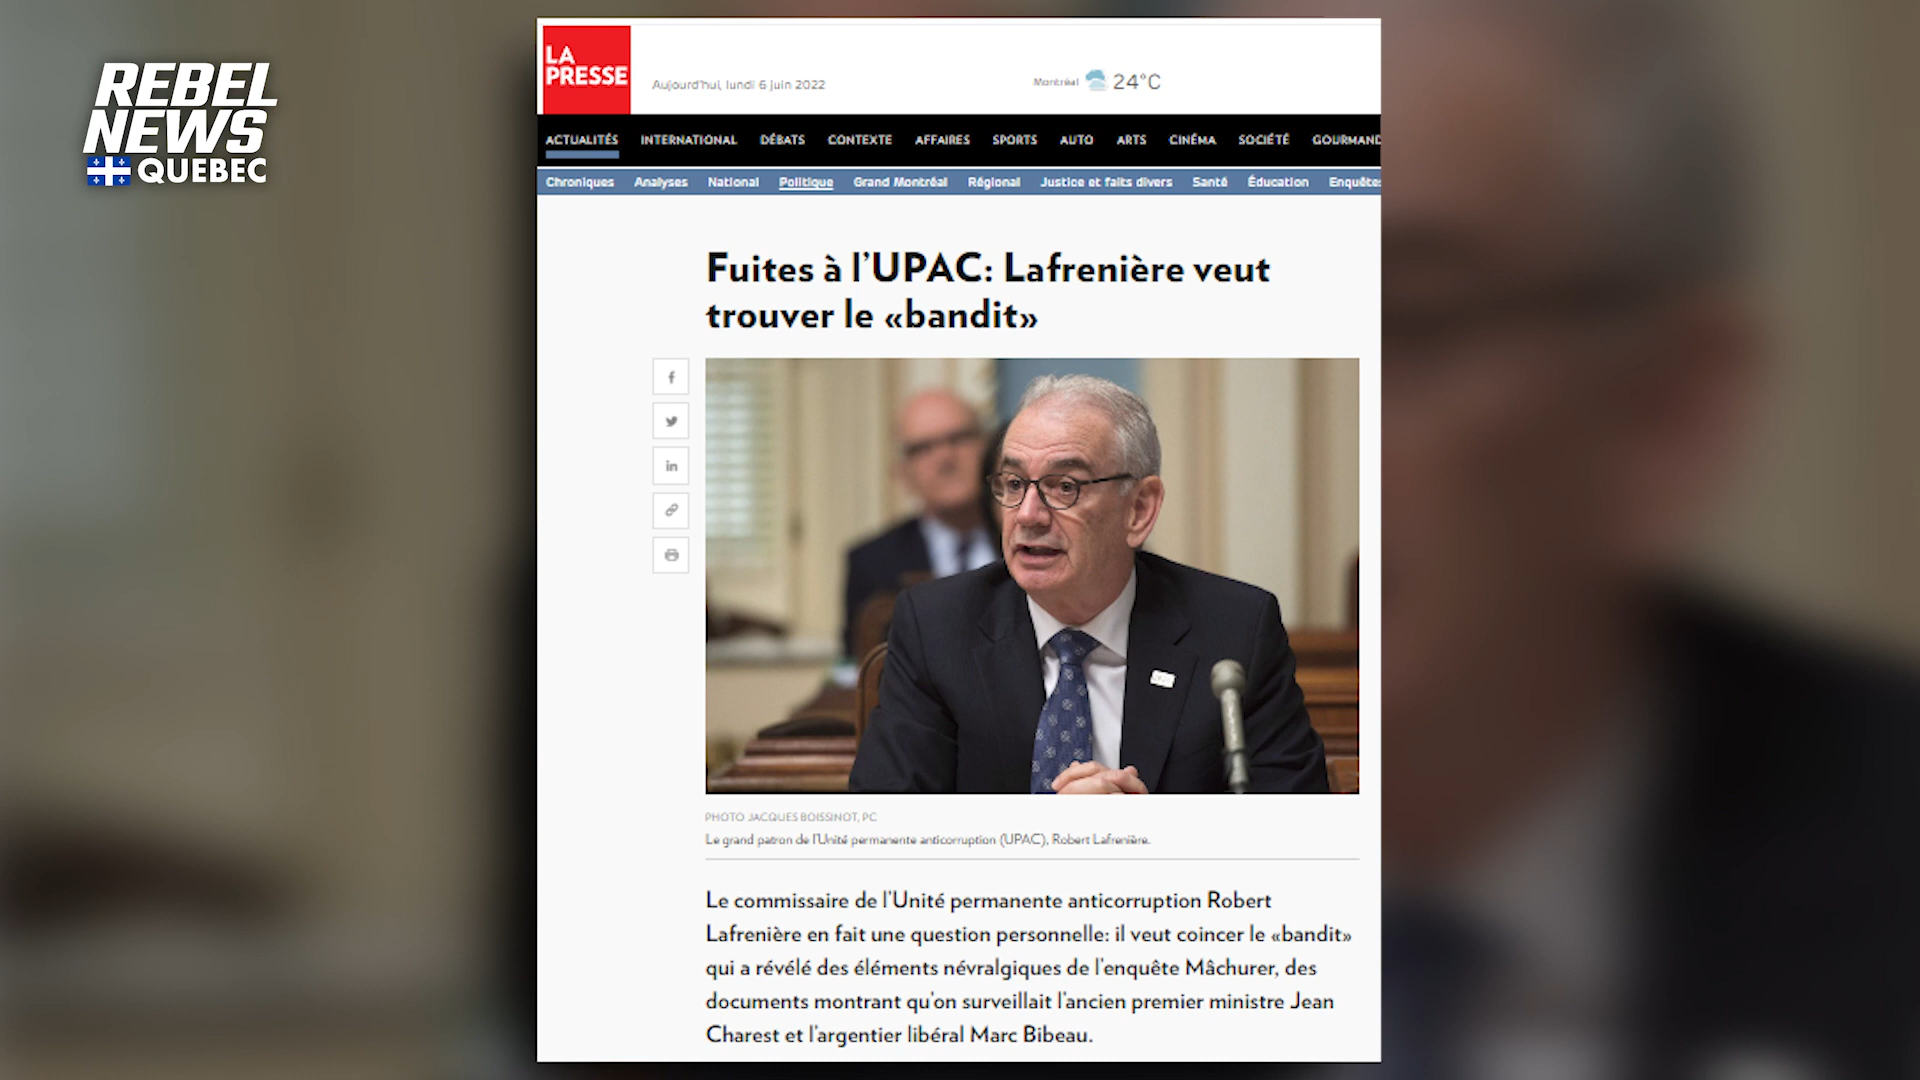 REBEL
NEWS
QUEBEC
LA
PRESSE
Aujourd'hui, lundi 6 juin 2022
Montréal 24°C
ACTUALITÉS INTERNATIONAL DÉBATS CONTEXTE AFFAIRES SPORTS AUTO ARTS CINÉMA SOCIÉTÉ GOURMAND
Chroniques Analyses National Politique Grand Montréal Régional Justice et faits divers Santé Éducation Enquêtes
Fuites à l'UPAC: Lafrenière veut
trouver le «bandit»
PHOTO JACQUES BOISSINOT, PC
Le grand patron de l'Unité permanente anticorruption (UPAC), Robert Lafrenière.
Le commissaire de l'Unité permanente anticorruption Robert
Lafrenière en fait une question personnelle: il veut coincer le «bandit»
qui a révélé des éléments névralgiques de l'enquête Mâchurer, des
documents montrant qu'on surveillait l'ancien premier ministre Jean
Charest et l'argentier libéral Marc Bibeau.